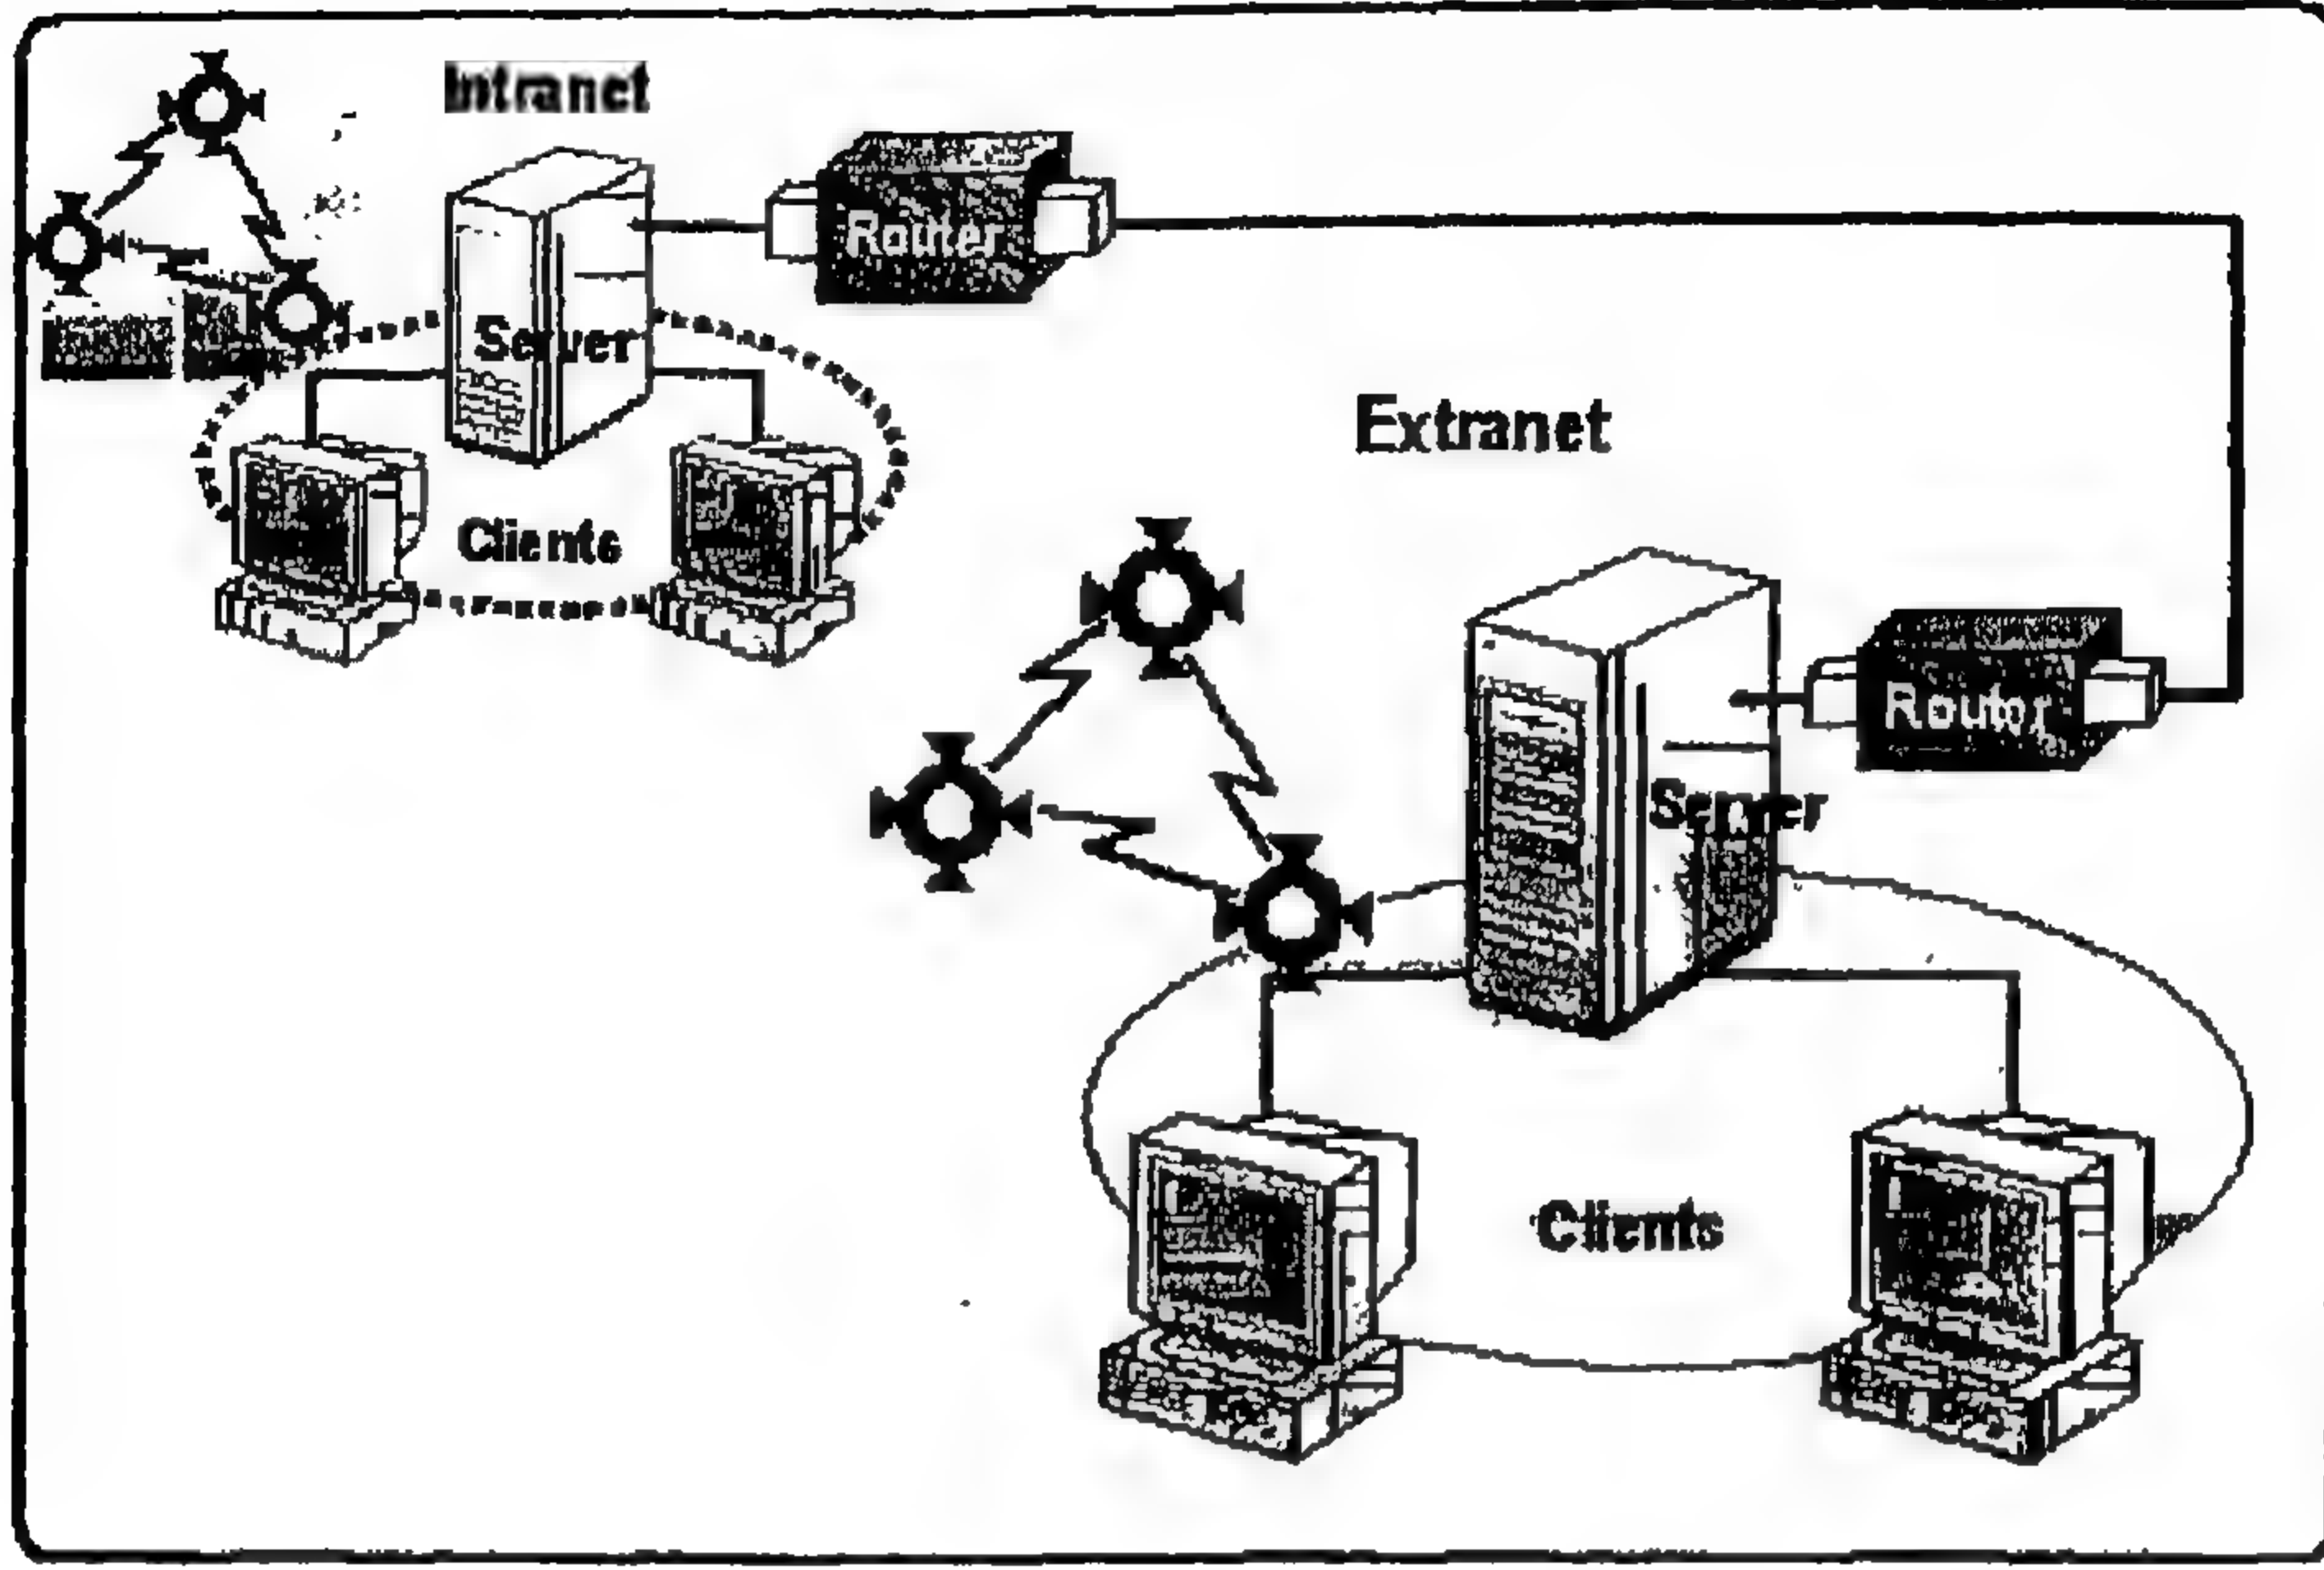 Intranet
Router
Server
Clients
Extranet
Router
Server
Clients